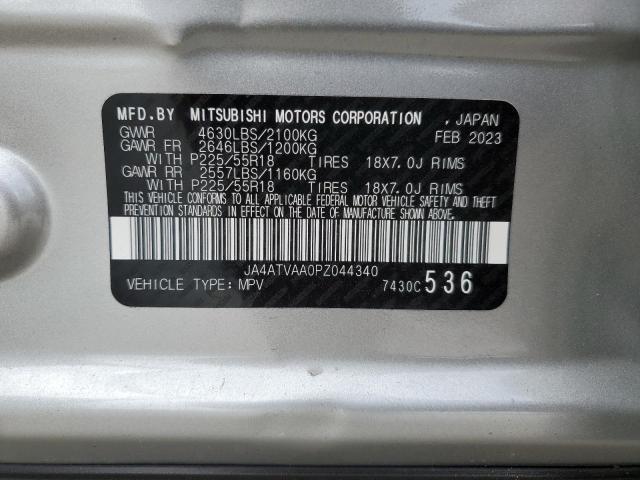 MFD.BY MITSUBISHI MOTORS CORPORATION , JAPAN
GVWR 4630LBS/2100KG FEB 2023
GAWR FR 2646LBS/1200KG
WITH P225/55R18 TIRES 18X7.0J RIMS
GAWR RR 2557LBS/1160KG
WITH P225/55R18 TIRES 18X7.0J RIMS
THIS VEHICLE CONFORMS TO ALL APPLICABLE FEDERAL MOTOR VEHICLE SAFETY AND THEFT
PREVENTION STANDARDS IN EFFECT ON THE DATE OF MANUFACTURE SHOWN ABOVE.
JA4ATVAA0PZ044340
VEHICLE TYPE: MPV 7430C 536